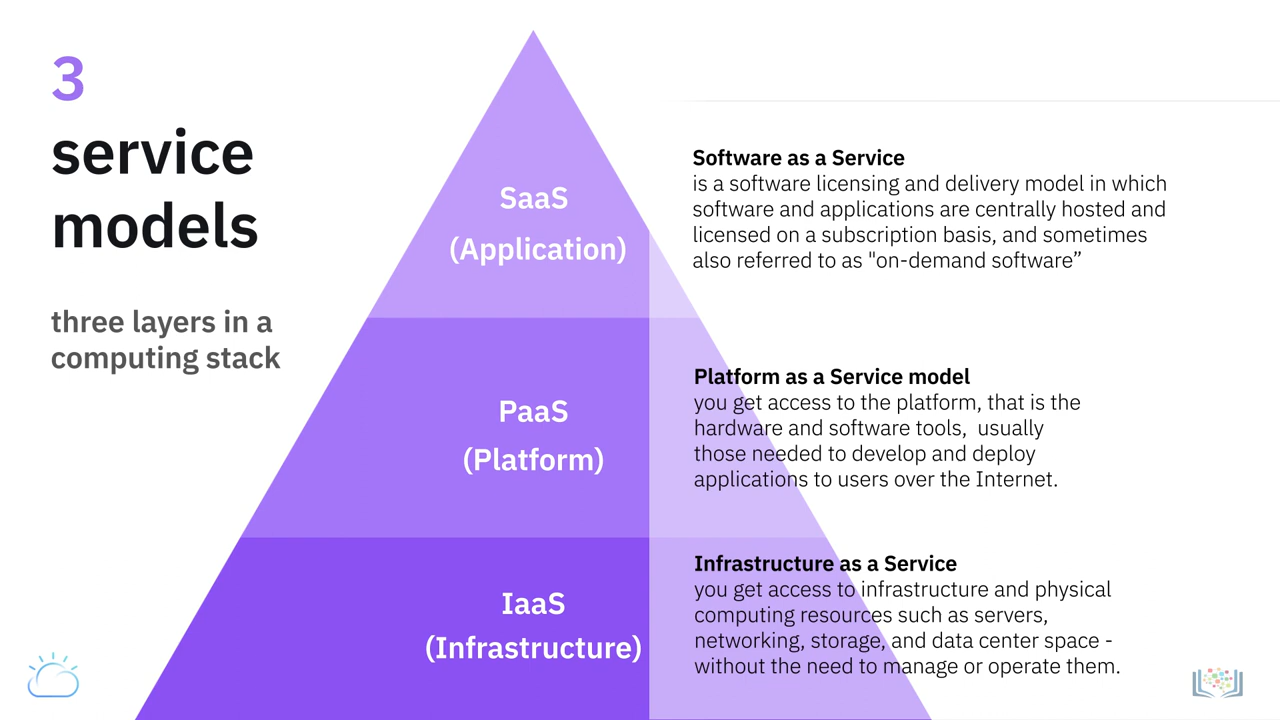 3
service
models
three layers in a
computing stack
SaaS
(Application)
Software as a Service
is a software licensing and delivery model in which
software and applications are centrally hosted and
licensed on a subscription basis, and sometimes
also referred to as "on-demand software”
PaaS
(Platform)
Platform as a Service model
you get access to the platform, that is the
hardware and software tools,  usually
those needed to develop and deploy
applications to users over the Internet.
IaaS
(Infrastructure)
Infrastructure as a Service
you get access to infrastructure and physical
computing resources such as servers,
networking, storage, and data center space -
without the need to manage or operate them.